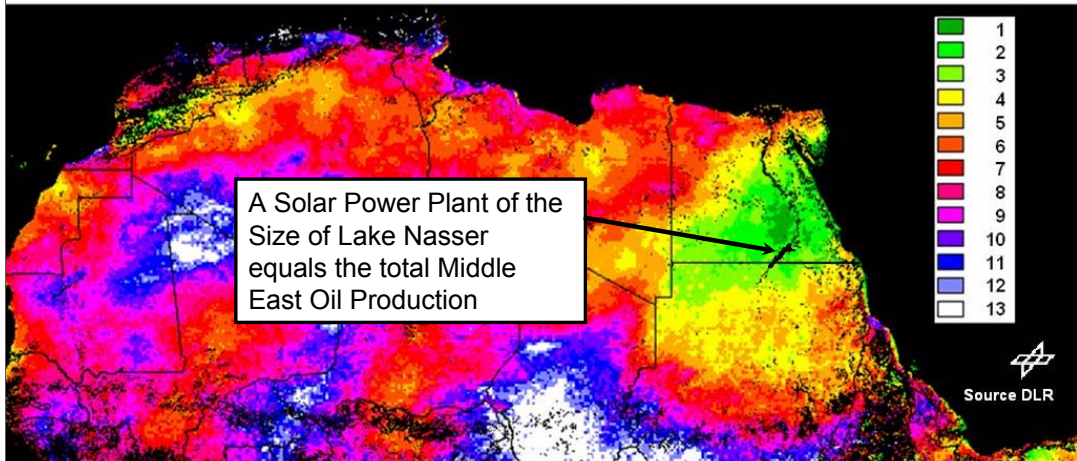 A Solar Power Plant of the
Size of Lake Nasser
equals the total Middle
East Oil Production
1
2
3
4
5
6
7
8
9
10
11
12
13
Source DLR